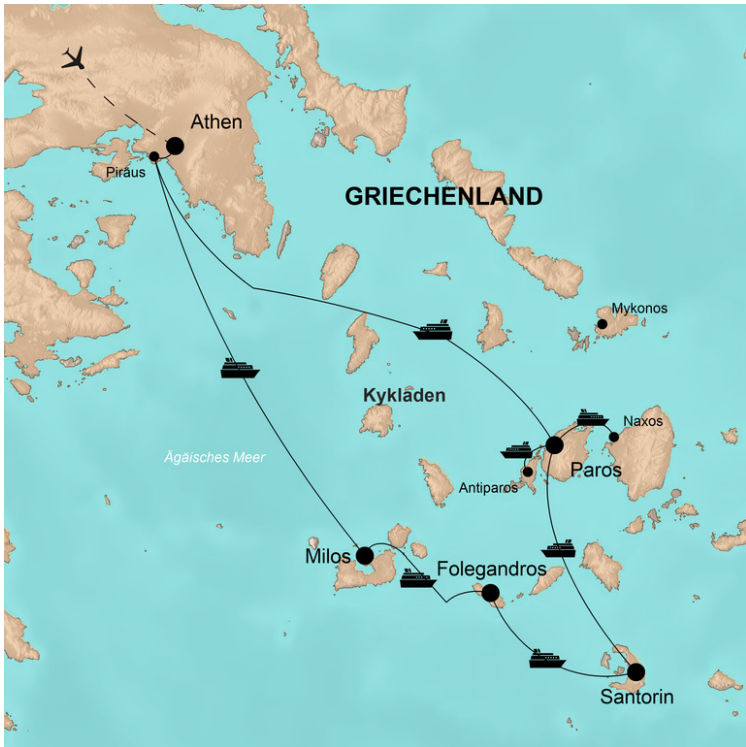 Athen
Piräus
GRIECHENLAND
Mykonos
Kykladen
Naxos
Ägäisches Meer
Paros
Antiparos
Milos
Folegandros
Santorin